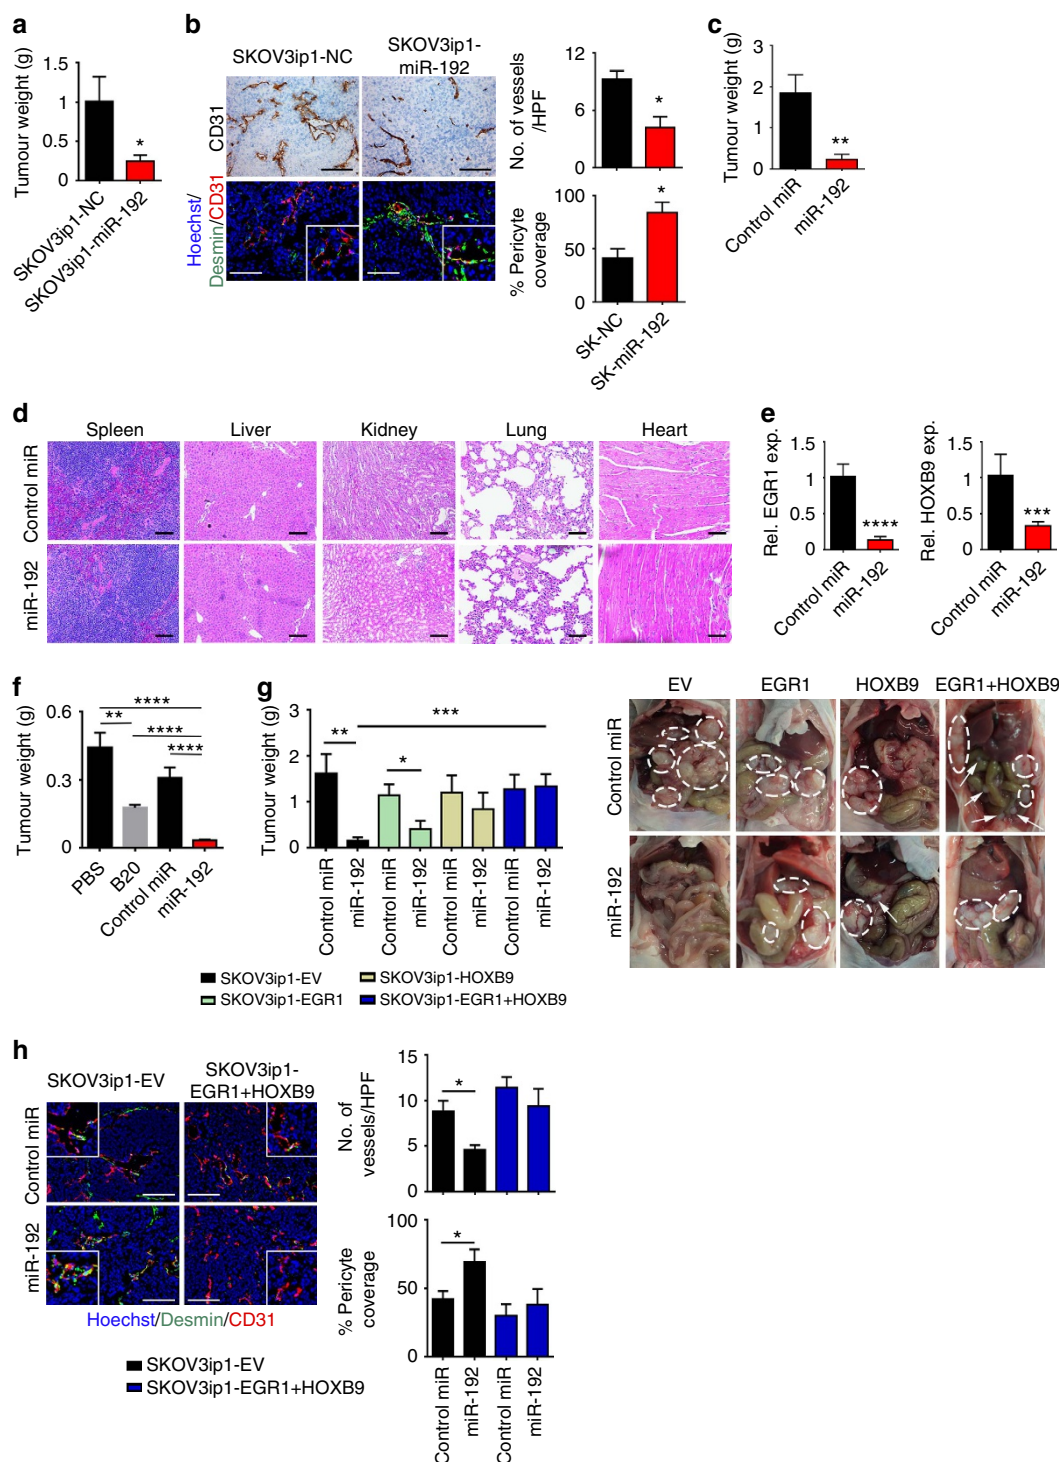 a
Tumour weight (g)
1.5
1
0.5
0
*
SKOV3ip1-NC
SKOV3ip1-miR-192
b
SKOV3ip1-NC
SKOV3ip1-
miR-192
CD31
Hoechst/
Desmin/CD31
No. of vessels
/HPF
12
6
0
*
% Pericyte
coverage
100
50
0
*
SK-NC
SK-miR-192
c
Tumour weight (g)
3
2
1
0
**
Control miR
miR-192
d
Spleen
Liver
Kidney
Lung
Heart
Control miR
miR-192
e
Rel. EGR1 exp.
1.5
1
0.5
0
****
Control miR
miR-192
Rel. HOXB9 exp.
1.5
1
0.5
0
***
Control miR
miR-192
f
Tumour weight (g)
0.6
0.3
0
****
**
****
****
PBS
B20
Control miR
miR-192
g
Tumour weight (g)
3
2
1
0
**
***
*
Control miR
miR-192
Control miR
miR-192
Control miR
miR-192
Control miR
miR-192
SKOV3ip1-EV
SKOV3ip1-HOXB9
SKOV3ip1-EGR1
SKOV3ip1-EGR1+HOXB9
EV
EGR1
HOXB9
EGR1+HOXB9
Control miR
miR-192
h
SKOV3ip1-EV
SKOV3ip1-
EGR1+HOXB9
Control miR
miR-192
Hoechst/Desmin/CD31
SKOV3ip1-EV
SKOV3ip1-EGR1+HOXB9
No. of
vessels/HPF
15
10
5
0
*
% Pericyte
coverage
100
50
0
*
Control miR
miR-192
Control miR
miR-192